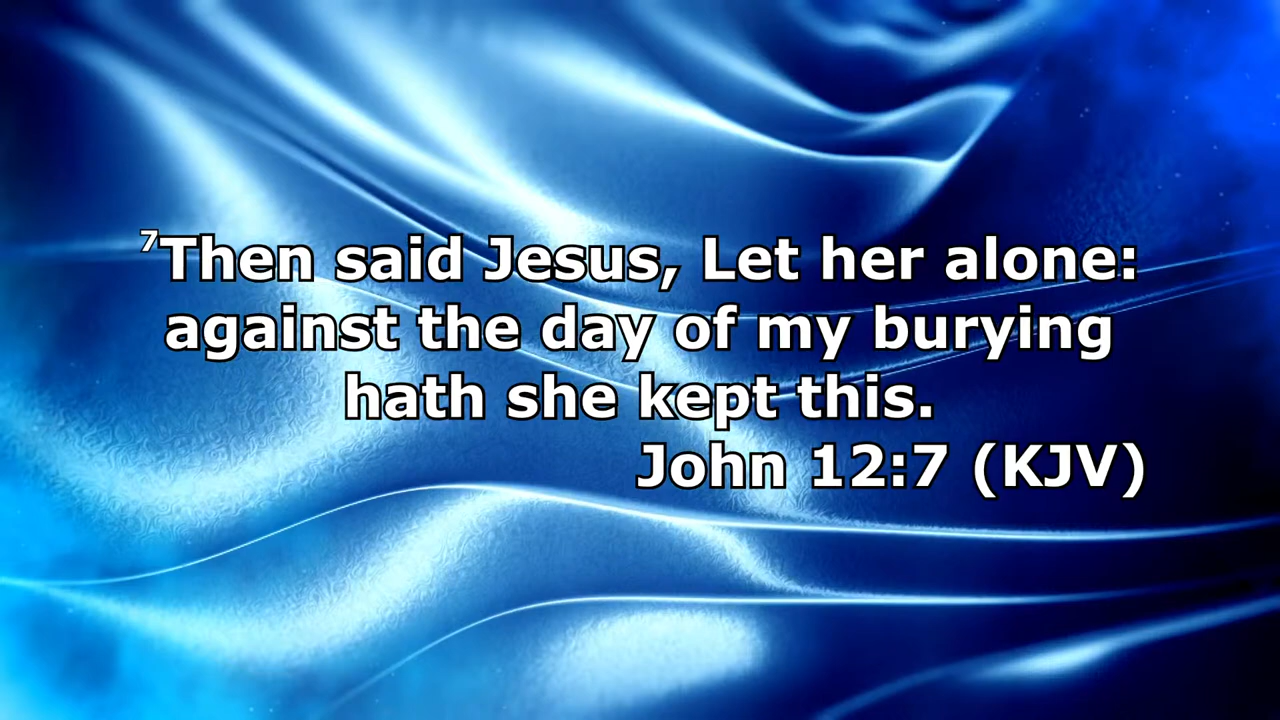 ⁷Then said Jesus, Let her alone:
against the day of my burying
hath she kept this.
John 12:7 (KJV)